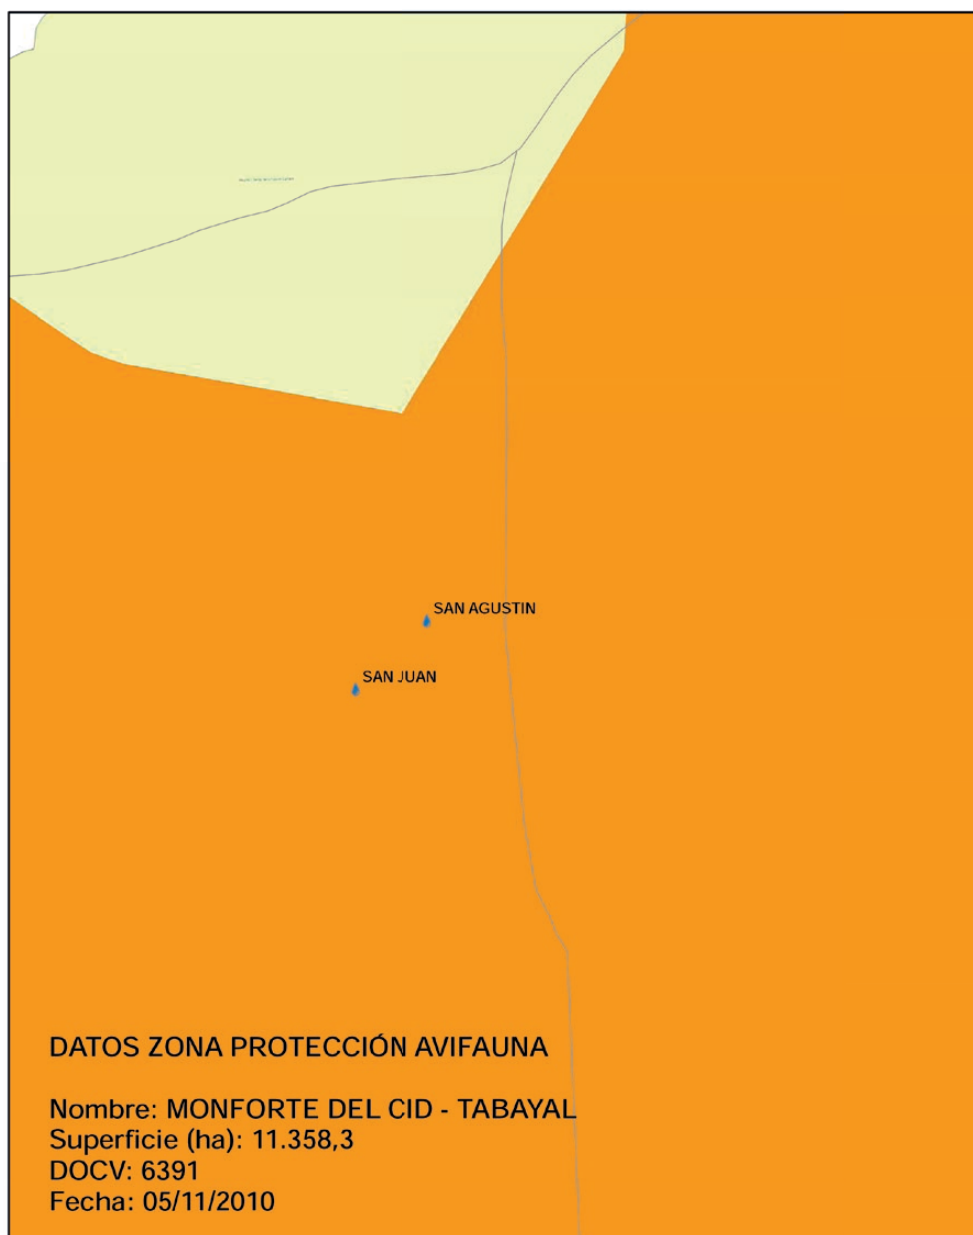 SAN AGUSTIN
SAN JUAN
DATOS ZONA PROTECCIÓN AVIFAUNA
Nombre: MONFORTE DEL CID - TABAYAL
Superficie (ha): 11.358,3
DOCV: 6391
Fecha: 05/11/2010